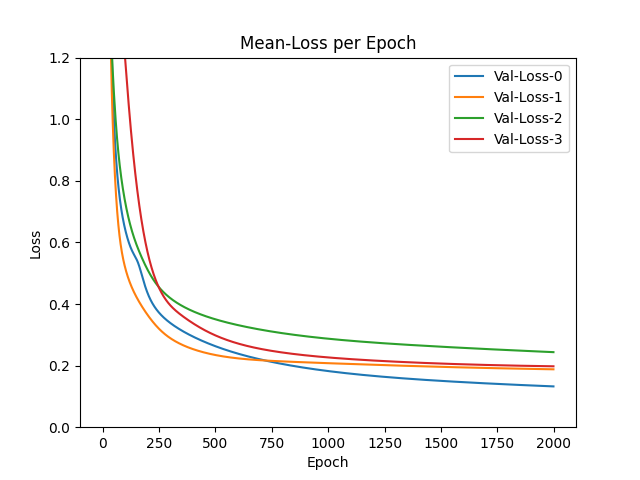 Mean-Loss per Epoch
Val-Loss-0
Val-Loss-1
Val-Loss-2
Val-Loss-3
Loss
1.2
1.0
0.8
0.6
0.4
0.2
0.0
0 250 500 750 1000 1250 1500 1750 2000
Epoch